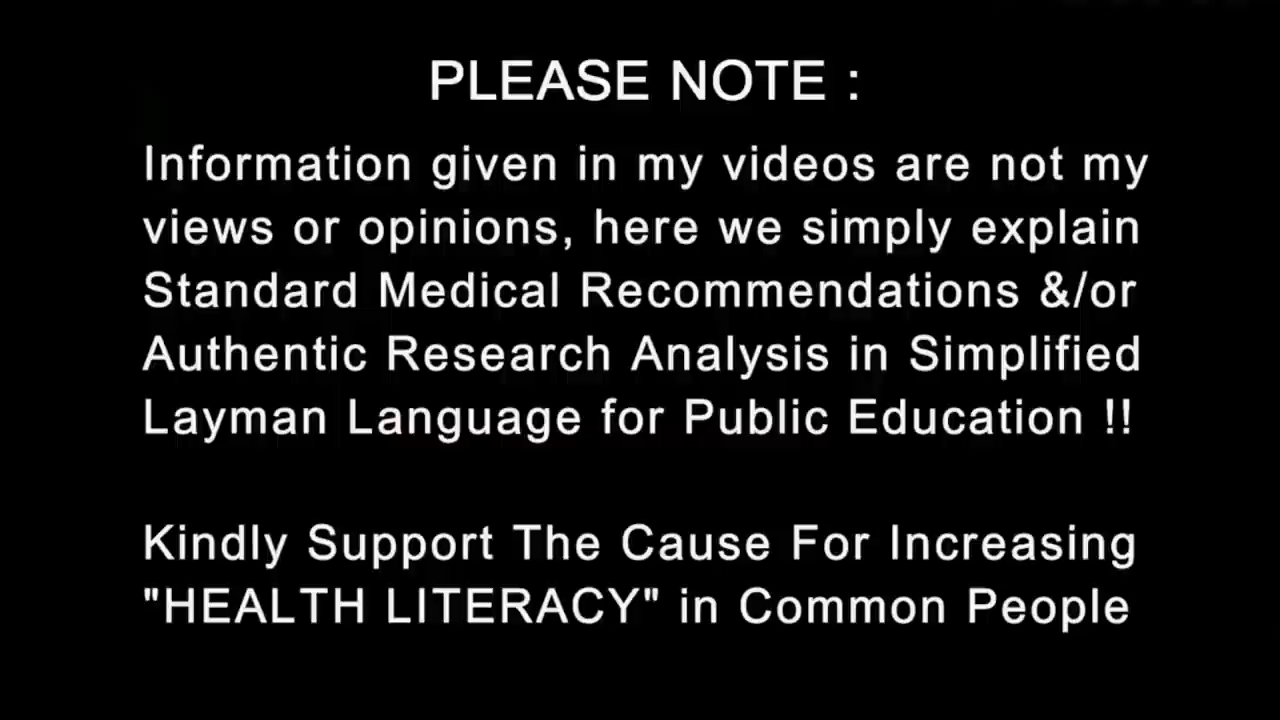 PLEASE NOTE :
Information given in my videos are not my
views or opinions, here we simply explain
Standard Medical Recommendations &/or
Authentic Research Analysis in Simplified
Layman Language for Public Education !!
Kindly Support The Cause For Increasing
"HEALTH LITERACY" in Common People